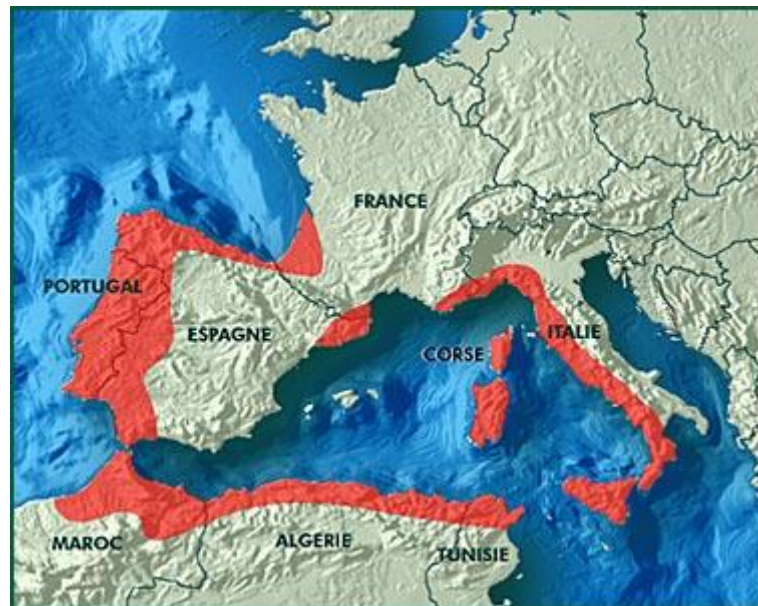 FRANCE
PORTUGAL
ESPAGNE
CORSE
ITALIE
MAROC
ALGERIE
TUNISIE